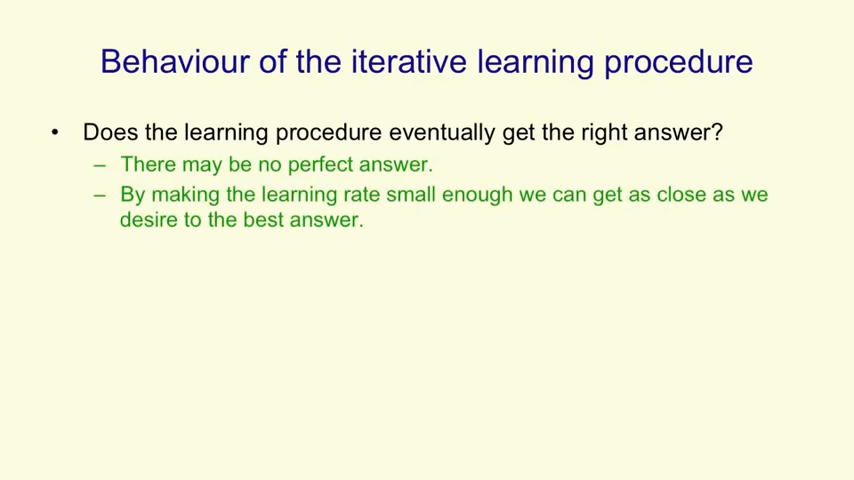 Behaviour of the iterative learning procedure
• Does the learning procedure eventually get the right answer?
– There may be no perfect answer.
– By making the learning rate small enough we can get as close as we
desire to the best answer.